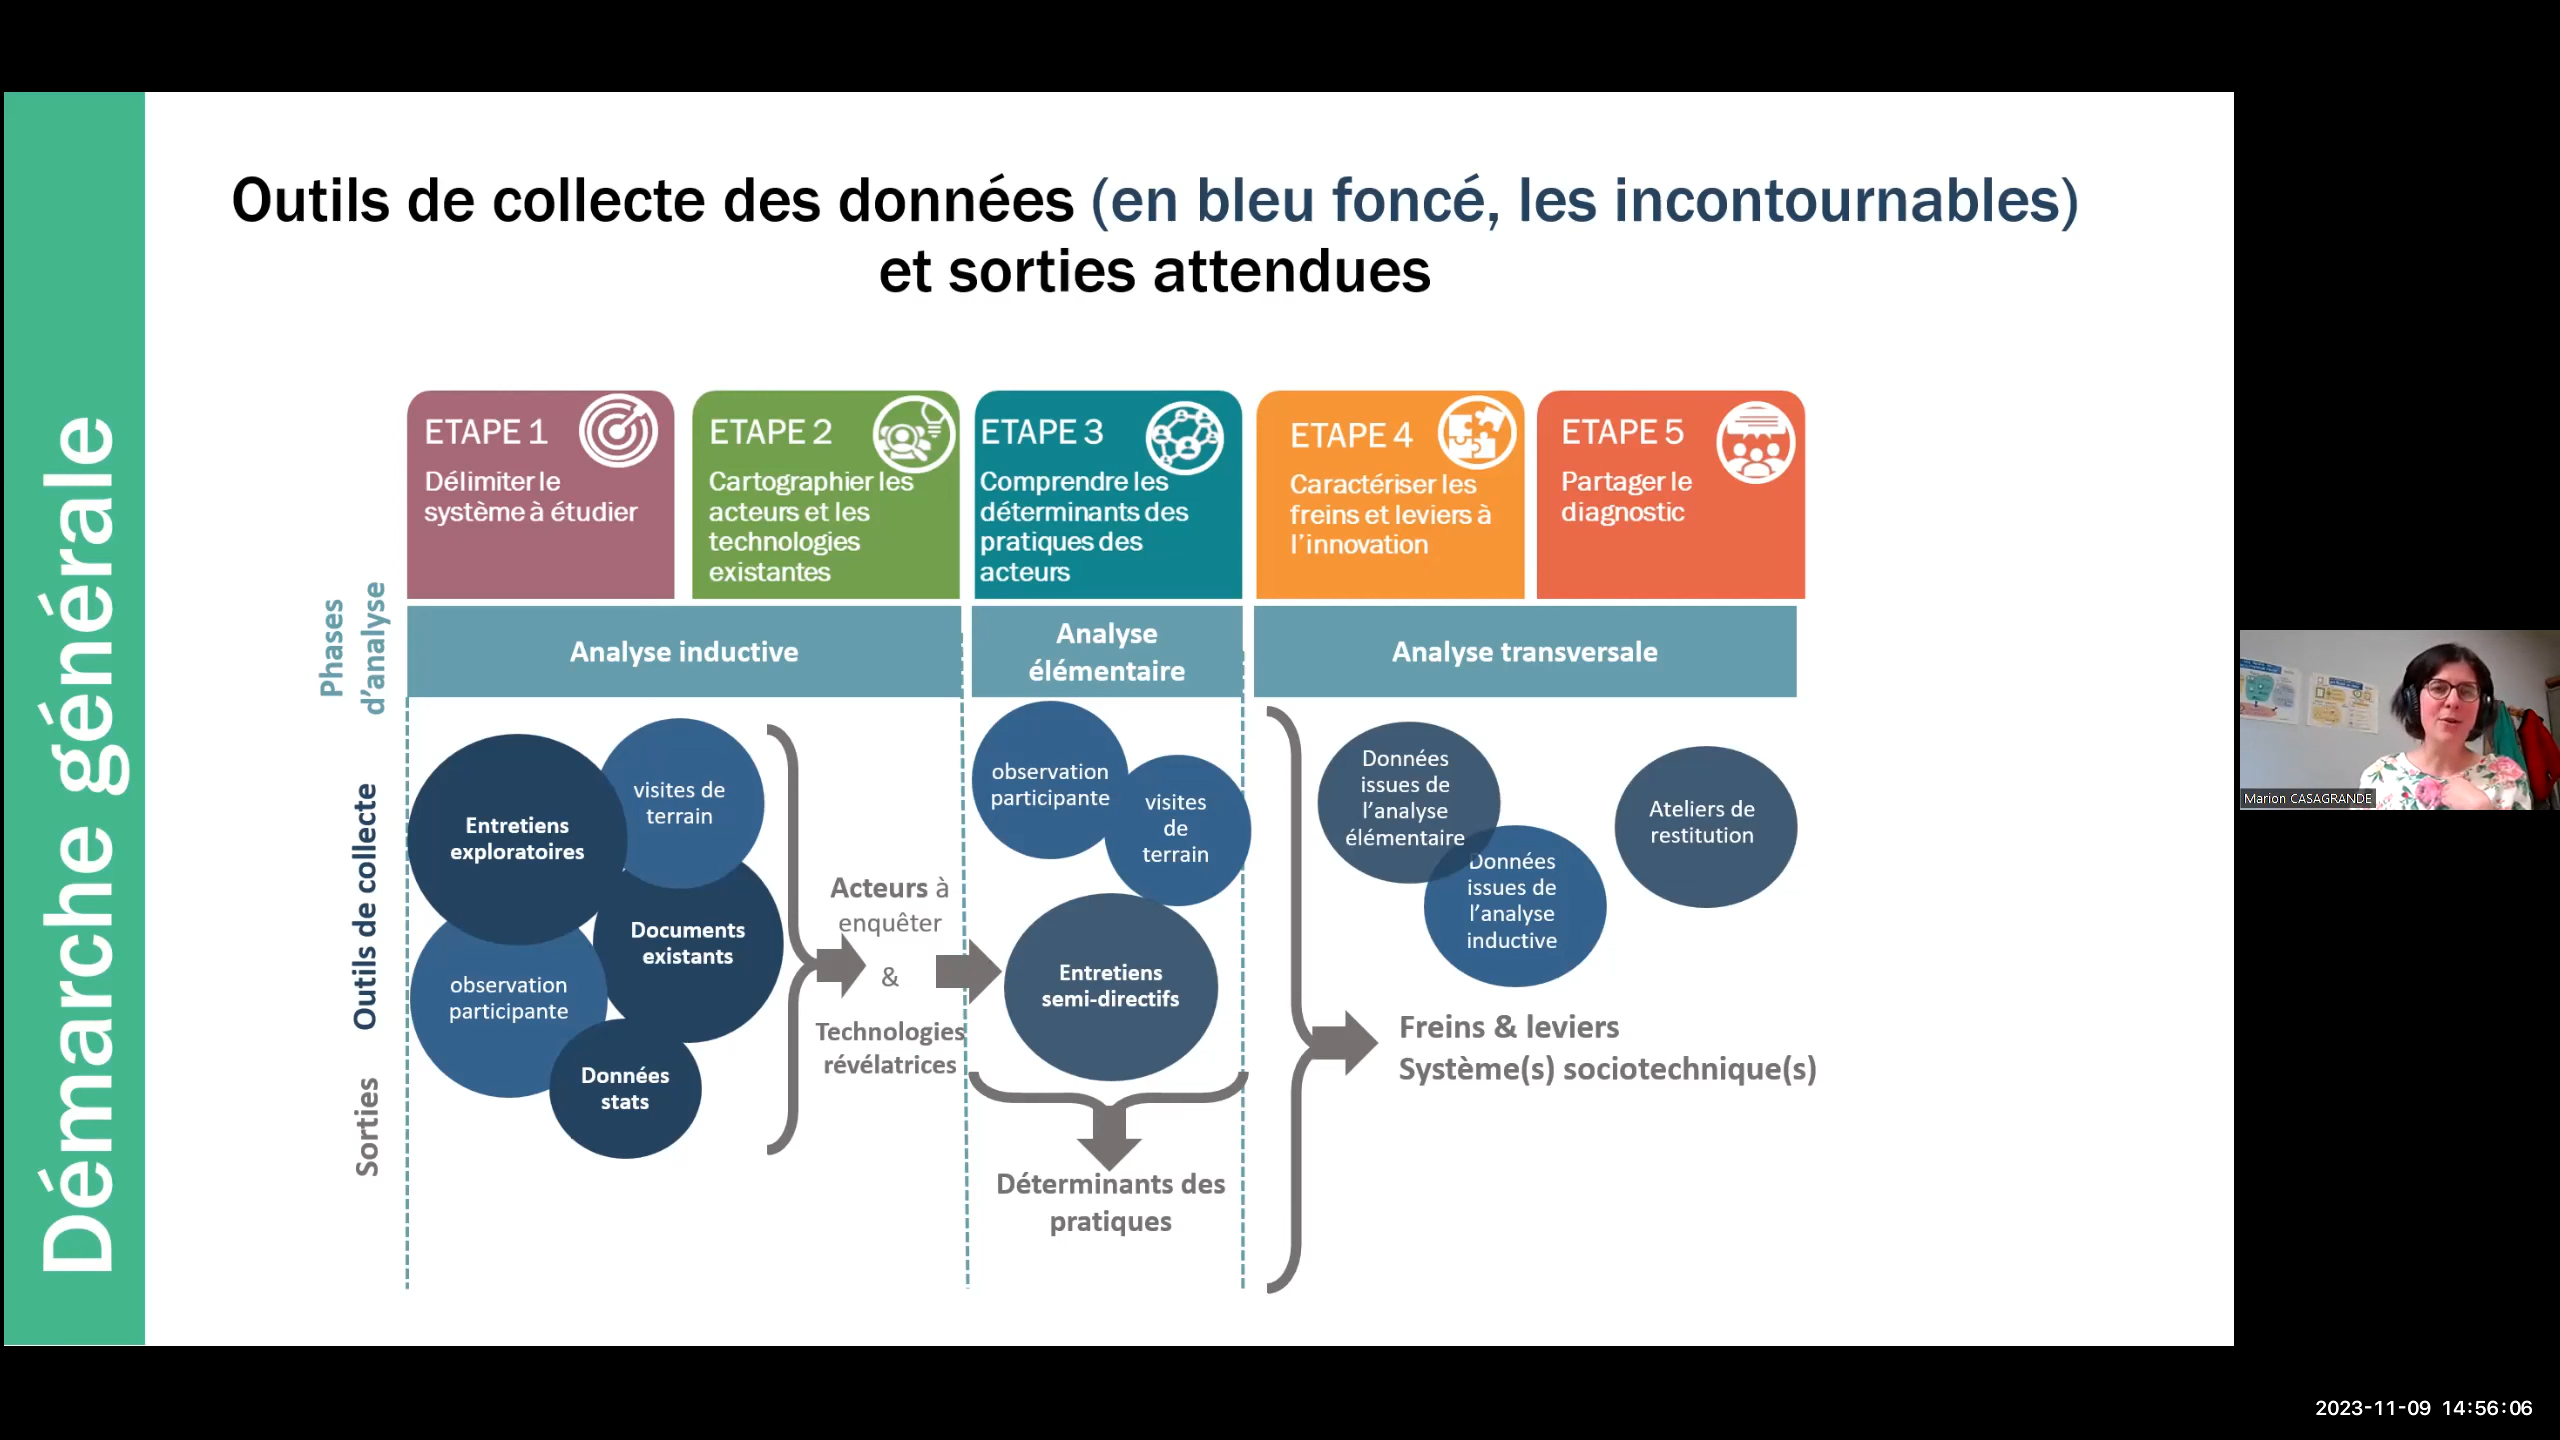 Démarche générale
Outils de collecte des données (en bleu foncé, les incontournables)
et sorties attendues
ETAPE 1
Délimiter le
système à étudier
ETAPE 2
Cartographier les
acteurs et les
technologies
existantes
ETAPE 3
Comprendre les
déterminants des
pratiques des
acteurs
ETAPE 4
Caractériser les
freins et leviers à
l'innovation
ETAPE 5
Partager le
diagnostic
Phases
d'analyse
Analyse inductive
Analyse
élémentaire
Analyse transversale
Outils de collecte
Entretiens
exploratoires
visites de
terrain
Documents
existants
observation
participante
Données
stats
Acteurs à
enquêter
&
Technologies
révélatrices
observation
participante
visites
de
terrain
Entretiens
semi-directifs
Données
issues de
l'analyse
élémentaire
Données
issues de
l'analyse
inductive
Ateliers de
restitution
Sorties
Déterminants des
pratiques
Freins & leviers
Système(s) sociotechnique(s)
Marion CASAGRANDE
2023-11-09 14:56:06